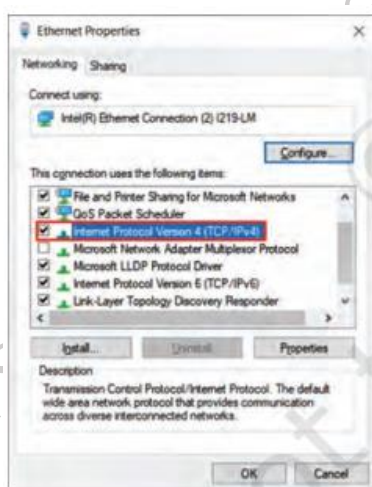 Ethernet Properties
Networking Sharing
Connect using:
Intel(R) Ethernet Connection (2) I219-LM
Configure...
This connection uses the following items:
File and Printer Sharing for Microsoft Networks
QoS Packet Scheduler
Internet Protocol Version 4 (TCP/IPv4)
Microsoft Network Adapter Multiplexor Protocol
Microsoft LLDP Protocol Driver
Internet Protocol Version 6 (TCP/IPv6)
Link-Layer Topology Discovery Responder
Install... Uninstall Properties
Description
Transmission Control Protocol/Internet Protocol. The default
wide area network protocol that provides communication
across diverse interconnected networks.
OK Cancel